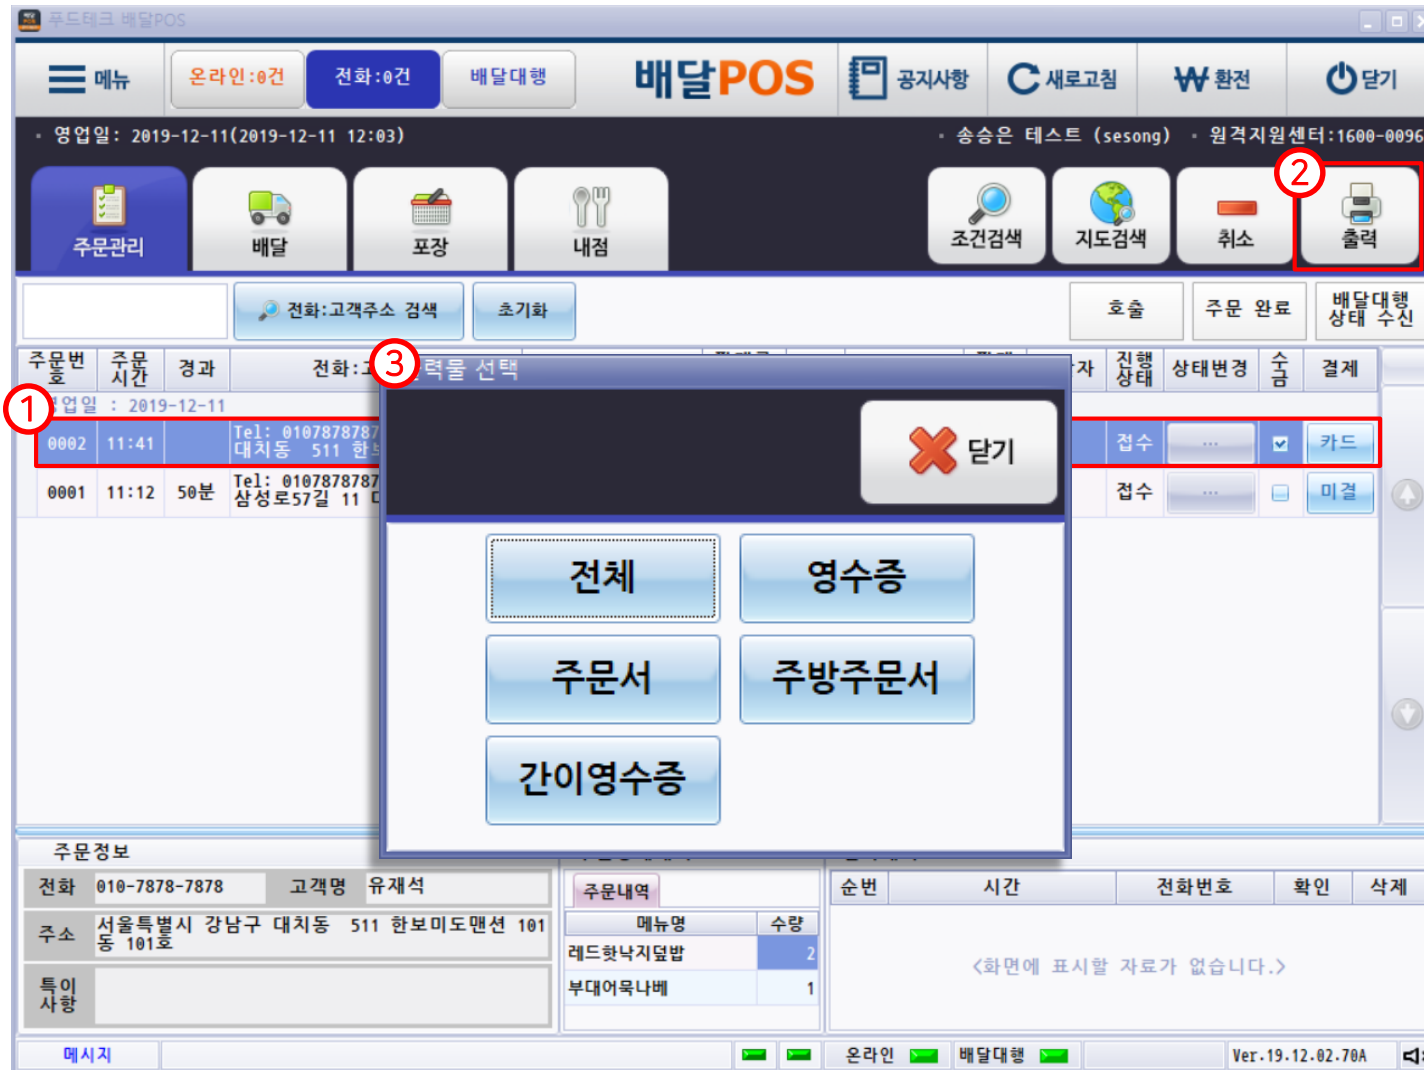 푸드테크 배달POS
메뉴 온라인:0건 전화:0건 배달대행 배달POS 공지사항 새로고침 환전 닫기
영업일: 2019-12-11(2019-12-11 12:03) 송승은 테스트 (sesong) 원격지원센터:1600-0096
2
주문관리 배달 포장 내점 조건검색 지도검색 취소 출력
전화:고객주소 검색 초기화 호출 주문 완료 배달대행
상태 수신
주문번호 주문시간 경과 전화: 진행상태 상태변경 수금 결제
3
력물 선택
1
영업일 : 2019-12-11
닫기
0002 11:41 Tel: 0107878787 접수 ... 카드
대치동 511
0001 11:12 50분 Tel: 0107878787 접수 ... 미결
삼성로57길 11
전체 영수증
주문서 주방주문서
간이영수증
주문정보
전화 010-7878-7878 고객명 유재석 주문내역 순번 시간 전화번호 확인 삭제
주소 서울특별시 강남구 대치동 511 한보미도맨션 101
동 101호
메뉴명 수량
레드핫낙지덮밥 2
부대어묵나베 1
<화면에 표시할 자료가 없습니다.>
특이
사항
메시지 온라인 배달대행 Ver.19.12.02.70A